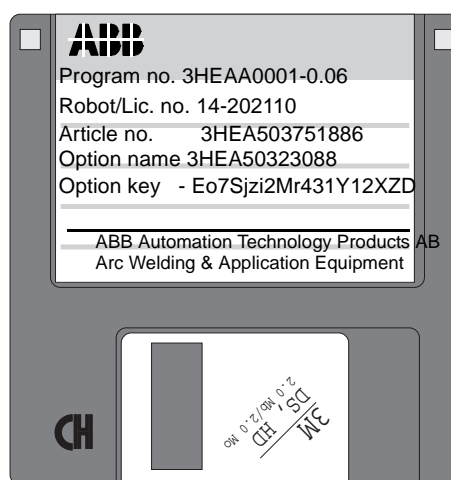 ABB
Program no. 3HEAA0001-0.06
Robot/Lic. no. 14-202110
Article no. 3HEA503751886
Option name 3HEA50323088
Option key - Eo7Sjzi2Mr431Y12XZD
ABB Automation Technology Products AB
Arc Welding & Application Equipment
3M
DS, HD
2.0 Mb/2.0 Mo
CH